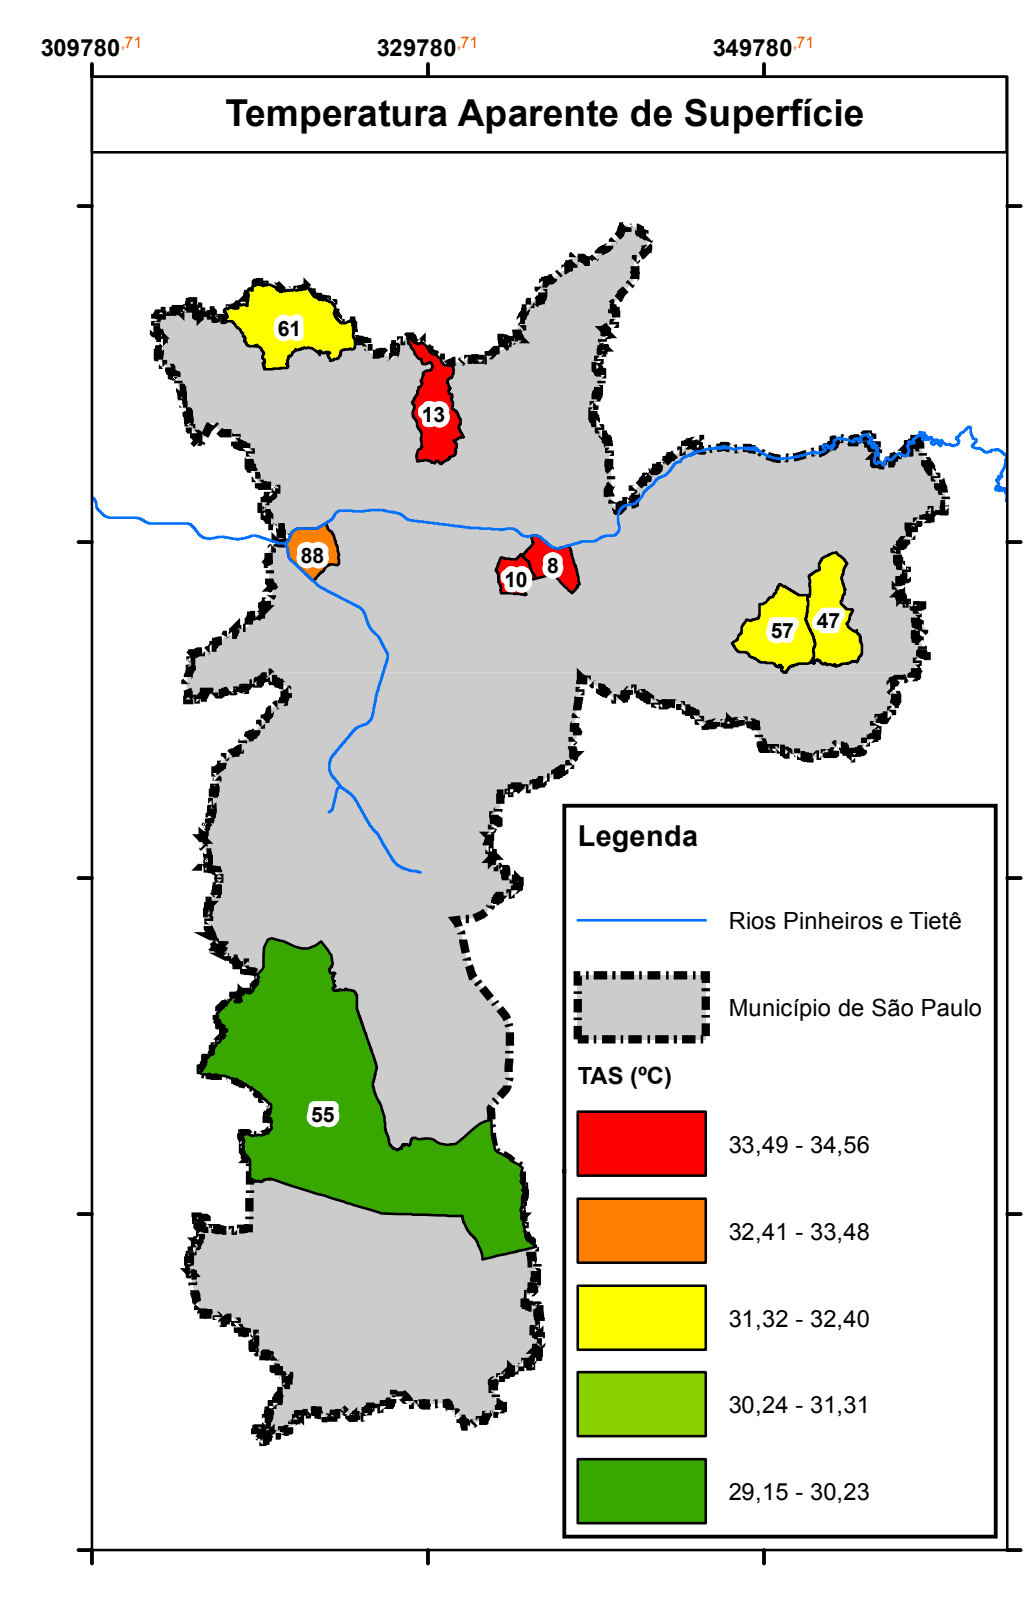 309780,71 329780,71 349780,71
Temperatura Aparente de Superfície
61
13
88
10
8
57
47
55
Legenda
Rios Pinheiros e Tietê
Município de São Paulo
TAS (ºC)
33,49 - 34,56
32,41 - 33,48
31,32 - 32,40
30,24 - 31,31
29,15 - 30,23